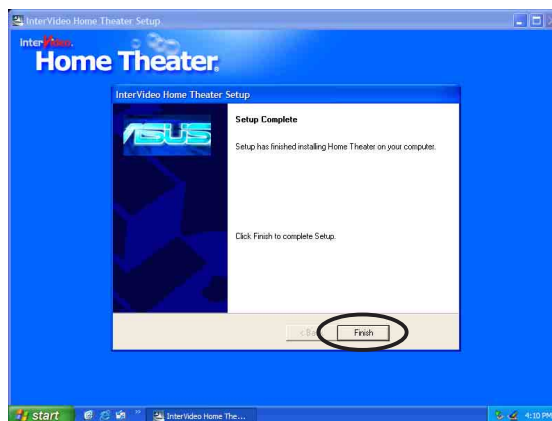 InterVideo Home Theater Setup
InterVideo.
Home Theater.
InterVideo Home Theater Setup
ASUS
Setup Complete
Setup has finished installing Home Theater on your computer.
Click Finish to complete Setup.
Finish
start
InterVideo Home The...
4:10 PM